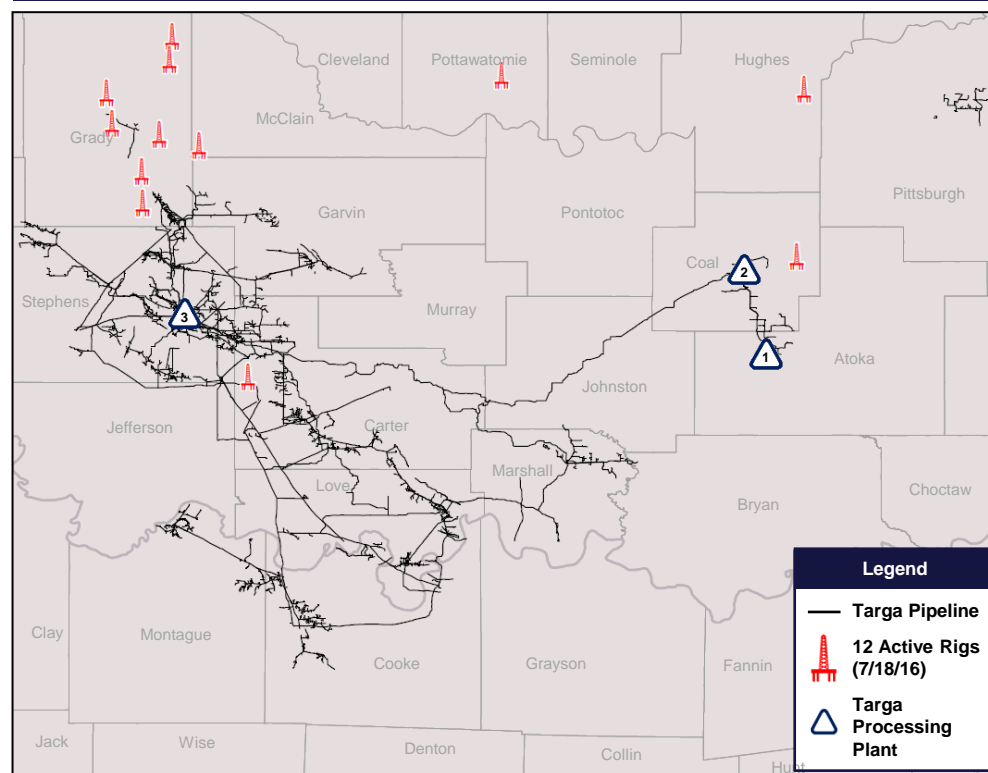 Cleveland
Pottawatomie
Seminole
Hughes
McClain
Grady
Pittsburgh
Garvin
Pontotoc
Coal
2
Stephens
3
Murray
1
Atoka
Johnston
Jefferson
Carter
Marshall
Love
Bryan
Choctaw
Clay
Montague
Cooke
Grayson
Fannin
Jack
Wise
Denton
Collin
Hunt
Legend
Targa Pipeline
12 Active Rigs
(7/18/16)
Targa
Processing
Plant